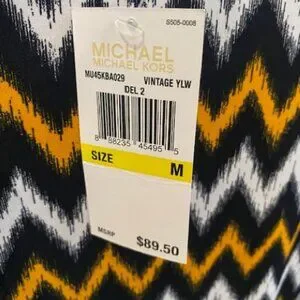 S505-0008
MICHAEL
MICHAEL KORS
MU45KBA029 VINTAGE YLW
DEL 2
8 88235 45495 5
SIZE M
MSRP $89.50